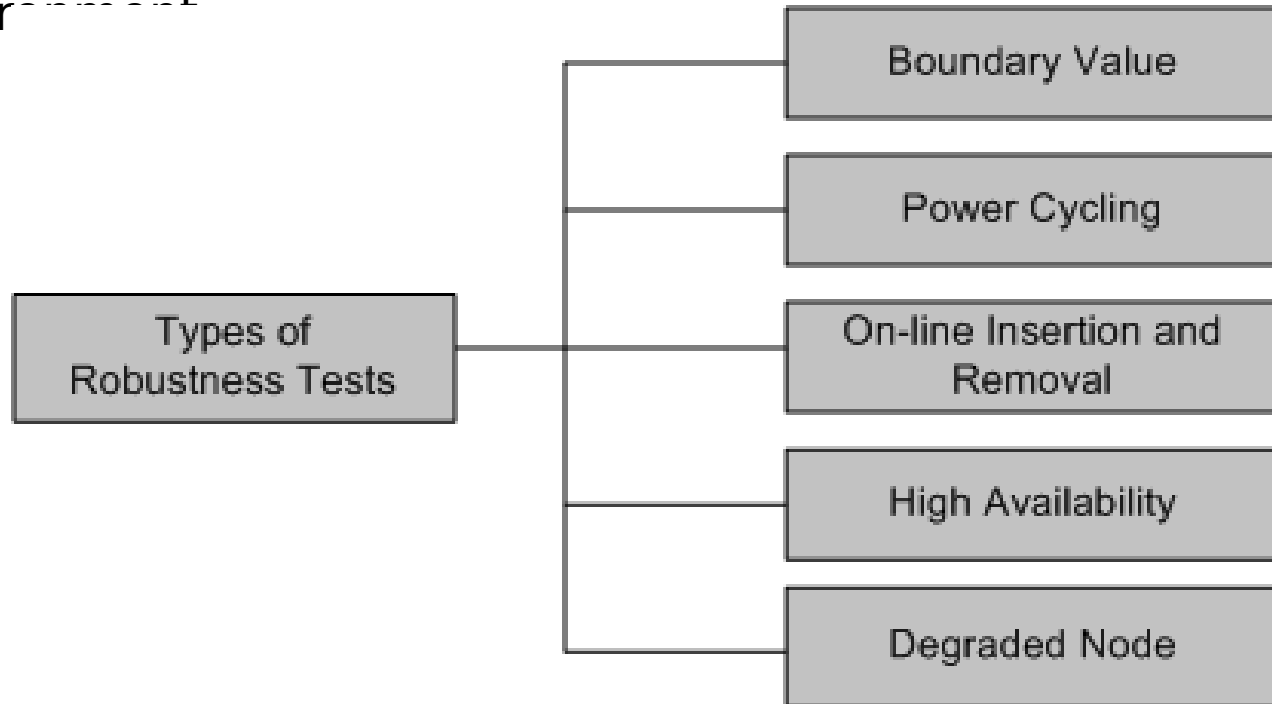 Boundary Value
Power Cycling
Types of
Robustness Tests
On-line Insertion and
Removal
High Availability
Degraded Node